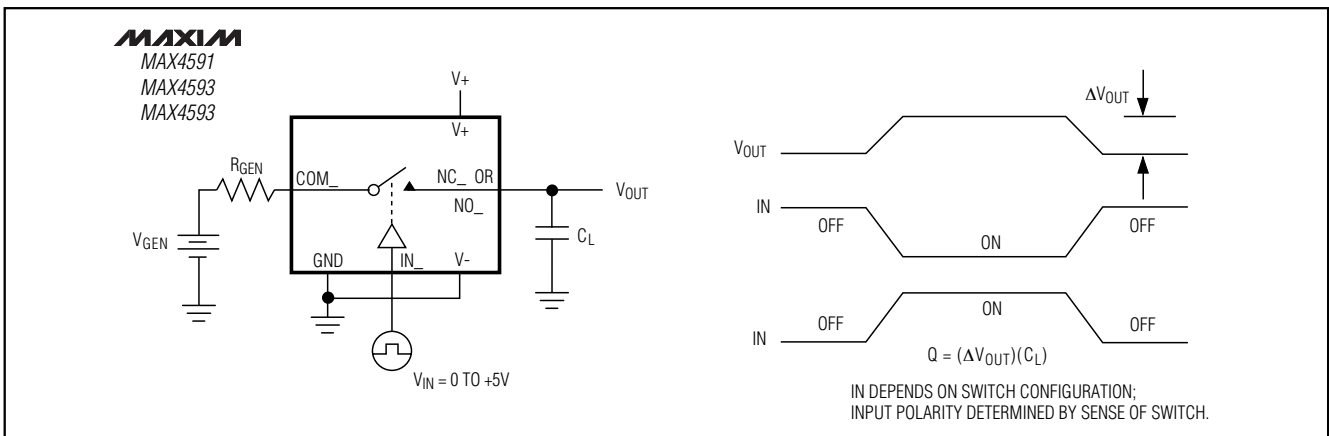 MAXIM
MAX4591
MAX4593
MAX4593
V+
V+
RGEN
COM_
NC_ OR
NO_
VOUT
VGEN
CL
GND
IN_
V-
VIN = 0 TO +5V
ΔVOUT
VOUT
IN
OFF
ON
OFF
IN
OFF
ON
OFF
Q = (ΔVOUT)(CL)
IN DEPENDS ON SWITCH CONFIGURATION;
INPUT POLARITY DETERMINED BY SENSE OF SWITCH.